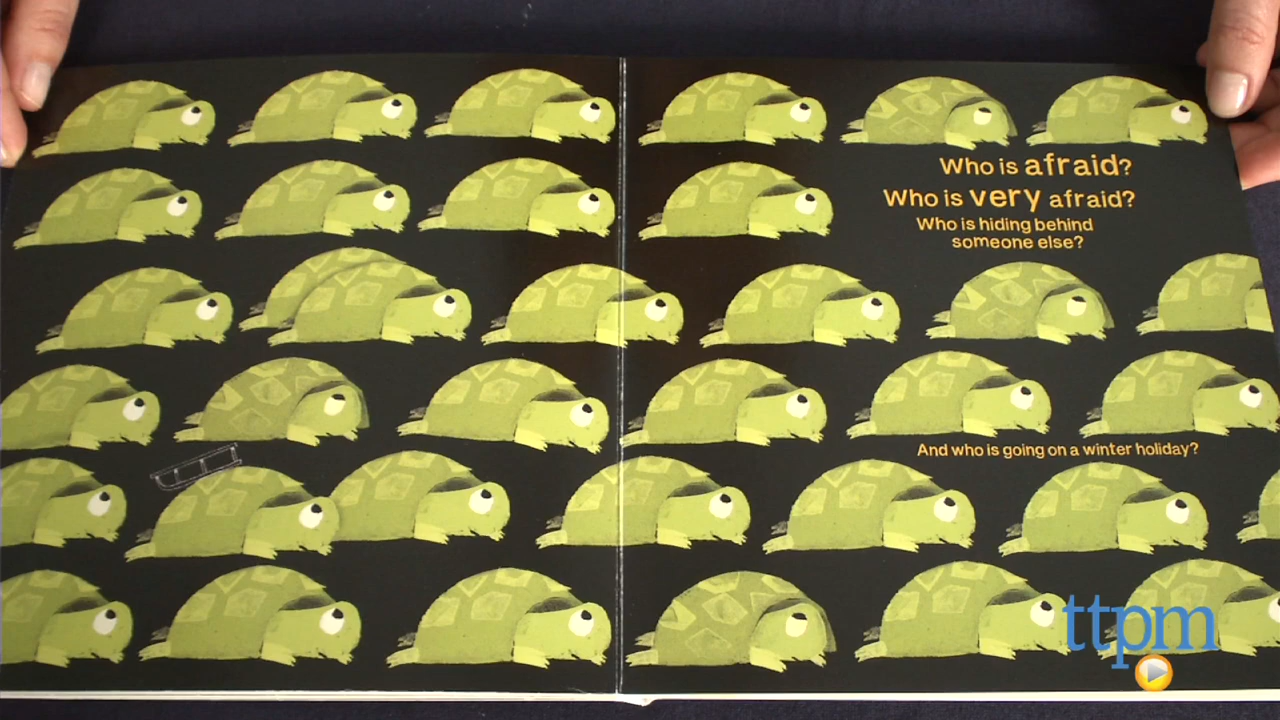 Who is afraid?
Who is very afraid?
Who is hiding behind
someone else?
And who is going on a winter holiday?
ttpm